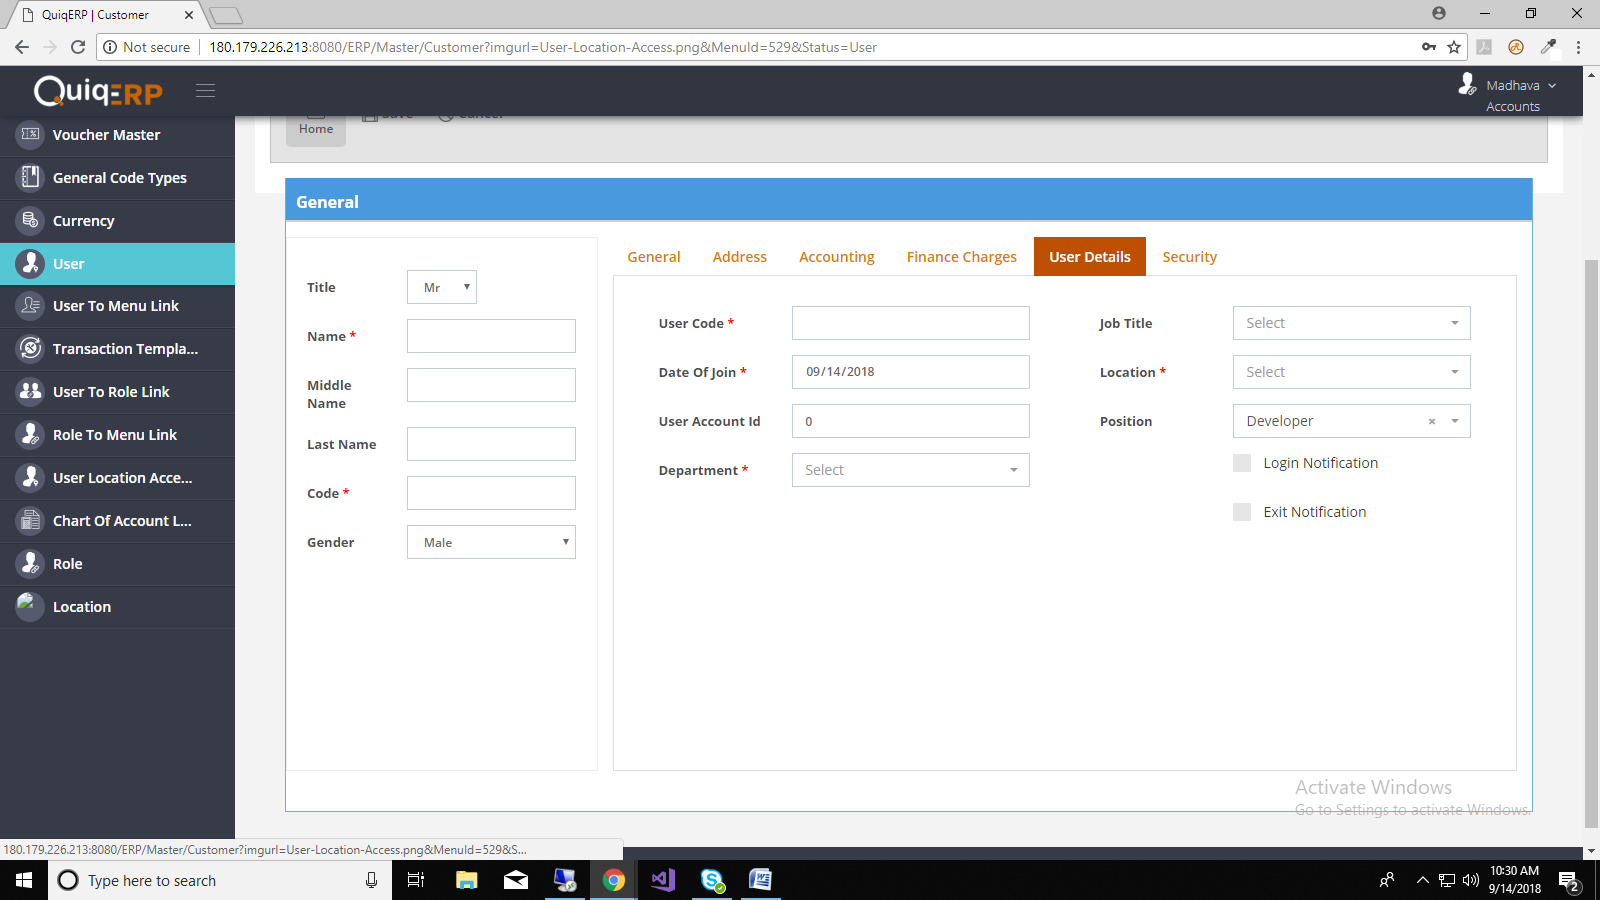 QuiqERP | Customer
Not secure
180.179.226.213:8080/ERP/Master/Customer?imgurl=User-Location-Access.png&MenuId=529&Status=User
QuiqERP
Madhava
Accounts
Home
Save
Cancel
Voucher Master
General Code Types
Currency
User
User To Menu Link
Transaction Templa...
User To Role Link
Role To Menu Link
User Location Acce...
Chart Of Account L...
Role
Location
General
Title
Mr
Name *
Middle
Name
Last Name
Code *
Gender
Male
General Address Accounting Finance Charges User Details Security
User Code *
Job Title
Select
Date Of Join *
09/14/2018
Location *
Select
User Account Id
0
Position
Developer
×
Department *
Select
Login Notification
Exit Notification
Activate Windows
Go to Settings to activate Windows.
180.179.226.213:8080/ERP/Master/Customer?imgurl=User-Location-Access.png&MenuId=529&S...
Type here to search
10:30 AM
9/14/2018
2